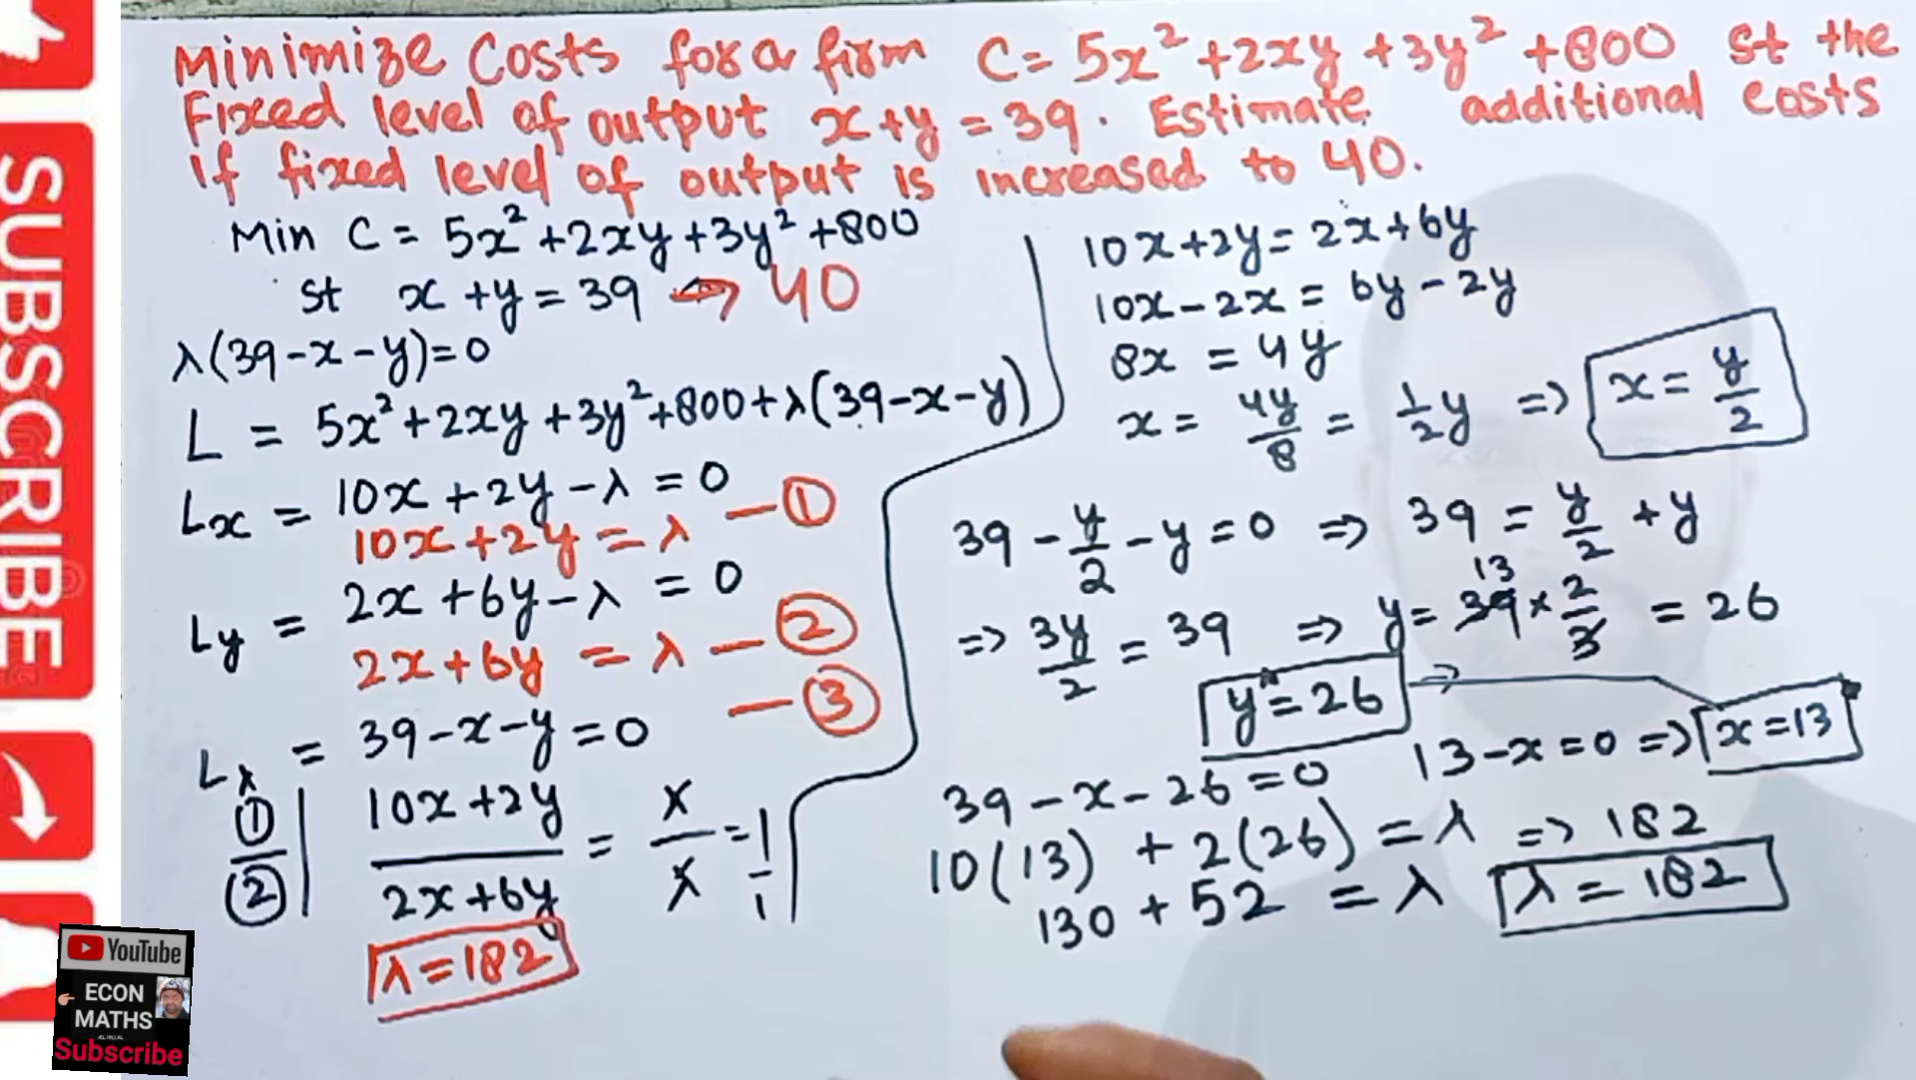 Minimize Costs for a firm C = 5x² + 2xy + 3y² + 800 st the
Fixed level of output x + y = 39. Estimate additional costs
If fixed level of output is increased to 40.
Min C = 5x² + 2xy + 3y² + 800
st x + y = 39 ↔ 40
λ(39 - x - y) = 0
L = 5x² + 2xy + 3y² + 800 + λ(39 - x - y)
Lx = 10x + 2y - λ = 0
10x + 2y = λ — ①
Ly = 2x + 6y - λ = 0
2x + 6y = λ — ②
Lλ = 39 - x - y = 0 — ③
①/② | (10x + 2y)/(2x + 6y) = λ/λ = 1/1
λ = 182
10x + 2y = 2x + 6y
10x - 2x = 6y - 2y
8x = 4y
x = 4y/8 = 1/2 y ⇒ x = y/2
39 - y/2 - y = 0 ⇒ 39 = y/2 + y
⇒ 3y/2 = 39 ⇒ y = 39 × 2/3 = 26
13
y* = 26 →
39 - x - 26 = 0 13 - x = 0 ⇒ x = 13
10(13) + 2(26) = λ ⇒ 182
130 + 52 = λ λ = 182
SUBSCRIBE
YouTube
ECON
MATHS
Subscribe